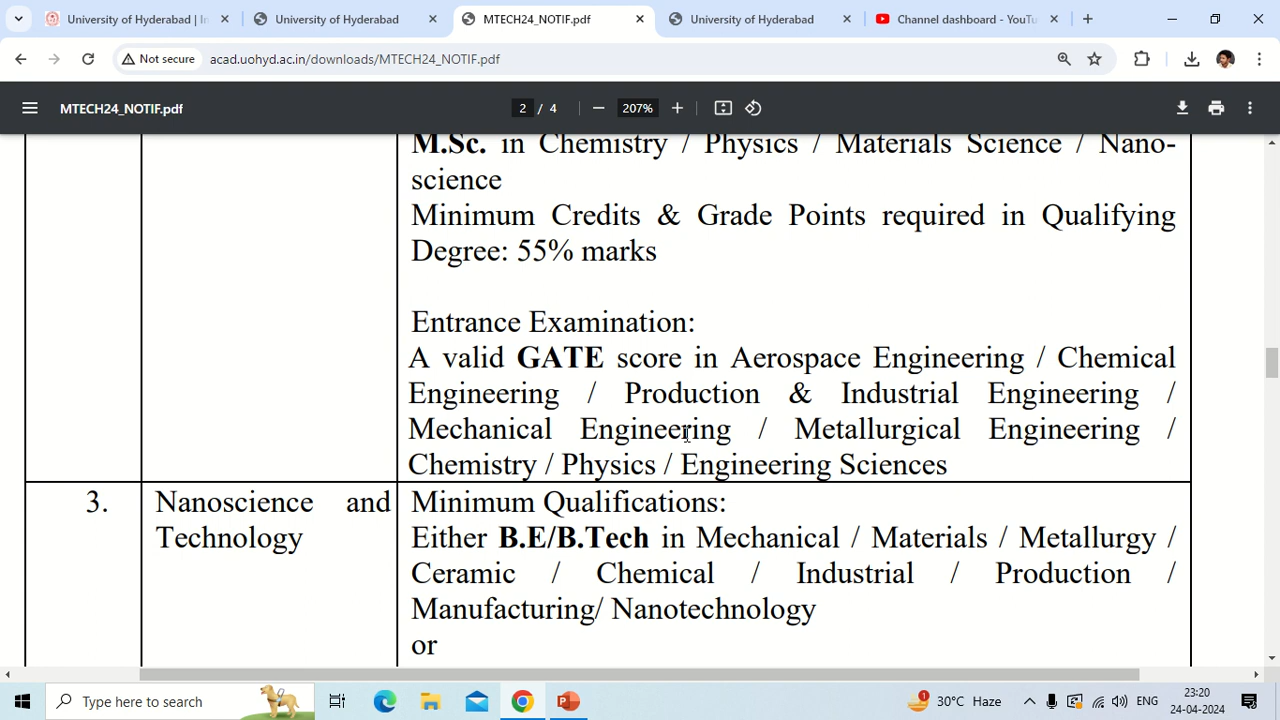 University of Hyderabad | In
University of Hyderabad
MTECH24_NOTIF.pdf
University of Hyderabad
Channel dashboard - YouTu
Not secure
acad.uohyd.ac.in/downloads/MTECH24_NOTIF.pdf
MTECH24_NOTIF.pdf
2 / 4
207%
M.Sc. in Chemistry / Physics / Materials Science / Nano-
science
Minimum Credits & Grade Points required in Qualifying
Degree: 55% marks
Entrance Examination:
A valid GATE score in Aerospace Engineering / Chemical
Engineering / Production & Industrial Engineering /
Mechanical Engineering / Metallurgical Engineering /
Chemistry / Physics / Engineering Sciences
3.
Nanoscience and
Technology
Minimum Qualifications:
Either B.E/B.Tech in Mechanical / Materials / Metallurgy /
Ceramic / Chemical / Industrial / Production /
Manufacturing/ Nanotechnology
or
Type here to search
30°C Haze
ENG
23:20
24-04-2024